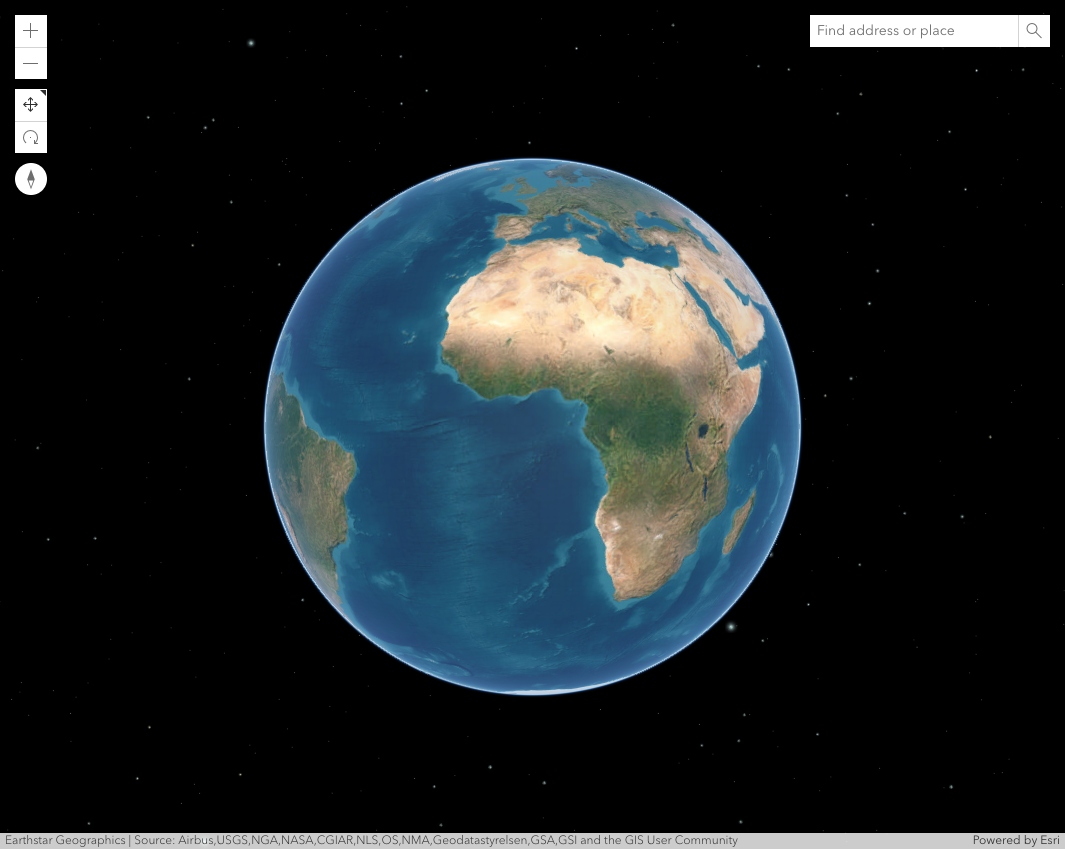 Find address or place
Earthstar Geographics | Source: Airbus,USGS,NGA,NASA,CGIAR,NLS,OS,NMA,Geodatastyrelsen,GSA,GSI and the GIS User Community
Powered by Esri